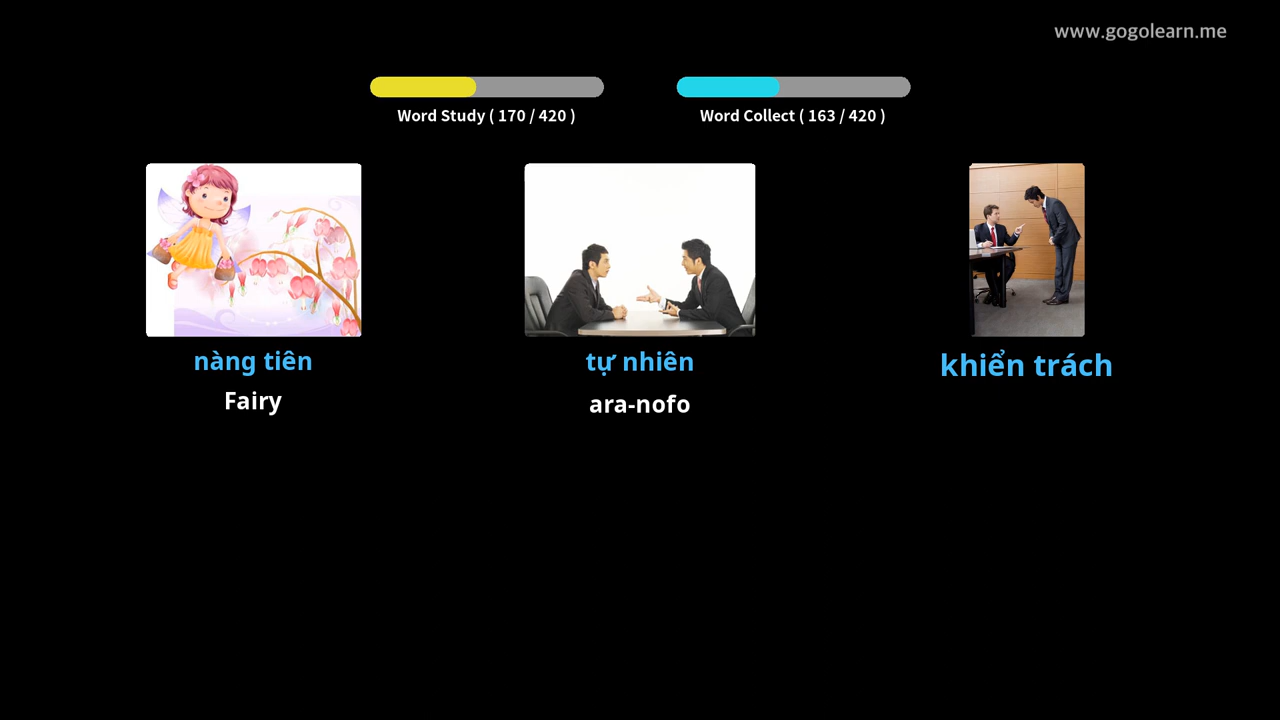 www.gogolearn.me
Word Study ( 170 / 420 )
Word Collect ( 163 / 420 )
nàng tiên
Fairy
tự nhiên
ara-nofo
khiển trách